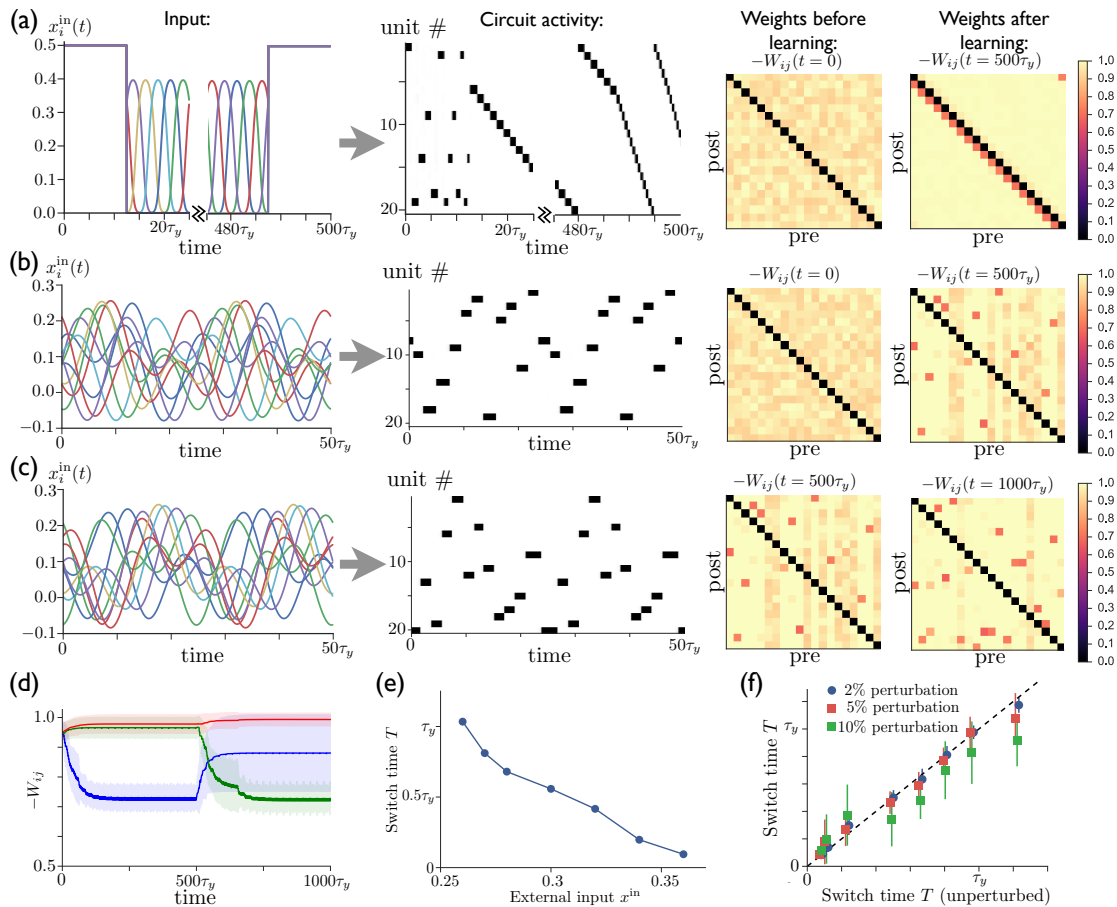 (a)
Input:
x_i^in(t)
0.5
0.4
0.3
0.2
0.1
0.0
0
20τ_y
480τ_y
500τ_y
time
Circuit activity:
unit #
10
20
0
20τ_y
480τ_y
500τ_y
time
Weights before
learning:
−W_ij(t = 0)
post
pre
Weights after
learning:
−W_ij(t = 500τ_y)
1.0
0.9
0.8
0.7
0.6
0.5
0.4
0.3
0.2
0.1
0.0
(b)
x_i^in(t)
0.3
0.2
0.1
0.0
−0.1
0
50τ_y
time
unit #
10
20
0
50τ_y
time
−W_ij(t = 0)
post
pre
−W_ij(t = 500τ_y)
post
pre
1.0
0.9
0.8
0.7
0.6
0.5
0.4
0.3
0.2
0.1
0.0
(c)
x_i^in(t)
0.3
0.2
0.1
0.0
−0.1
0
50τ_y
time
unit #
10
20
0
50τ_y
time
−W_ij(t = 500τ_y)
post
pre
−W_ij(t = 1000τ_y)
post
pre
1.0
0.9
0.8
0.7
0.6
0.5
0.4
0.3
0.2
0.1
0.0
(d)
−W_ij
1.0
0.5
0
500τ_y
1000τ_y
time
(e)
Switch time T
τ_y
0.5τ_y
0
0.25
0.3
0.35
External input x^in
(f)
2% perturbation
5% perturbation
10% perturbation
Switch time T
τ_y
0
τ_y
Switch time T (unperturbed)